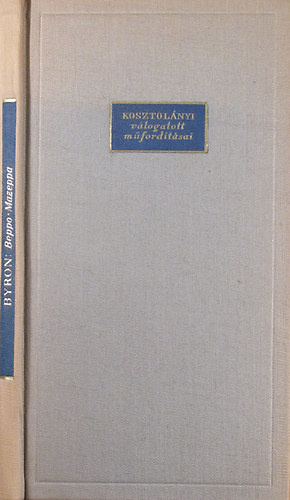 BYRON: Beppo · Mazeppa
KOSZTOLÁNYI
válogatott
műfordításai